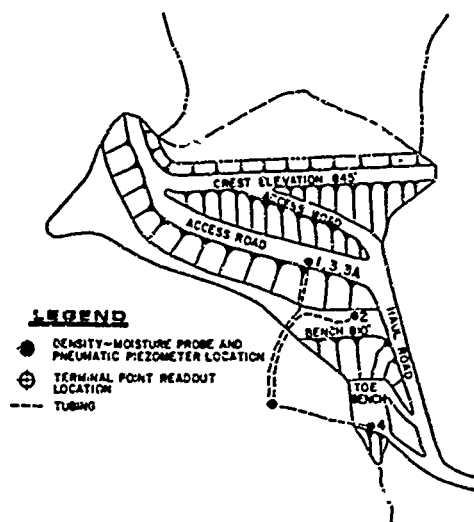 CREST ELEVATION 845'
ACCESS ROAD
ACCESS ROAD
1, 3, 3A
2
BENCH 810'
HAUL ROAD
TOE
BENCH
4
LEGEND
DENSITY-MOISTURE PROBE AND
PNEUMATIC PIEZOMETER LOCATION
TERMINAL POINT READOUT
LOCATION
TUBING